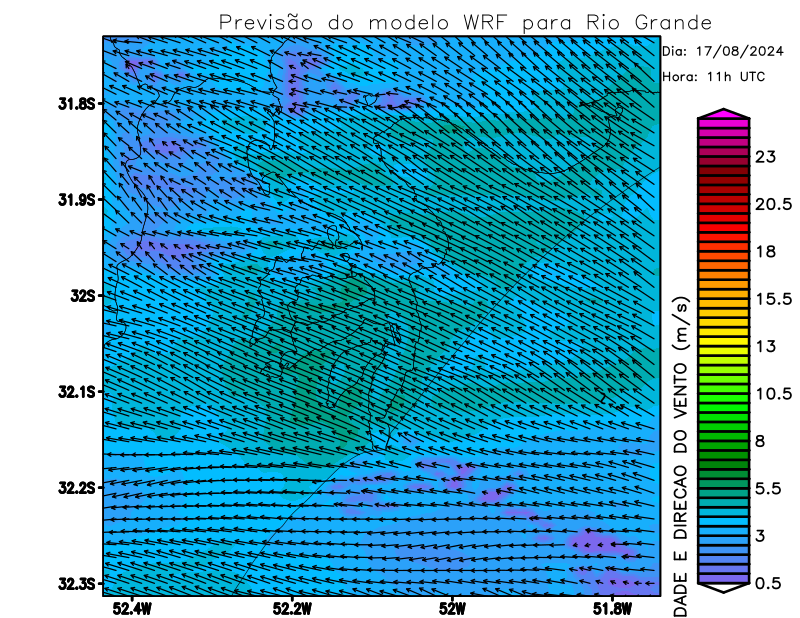 Previsão do modelo WRF para Rio Grande
Dia: 17/08/2024
Hora: 11h UTC
31.8S
31.9S
32S
32.1S
32.2S
32.3S
52.4W
52.2W
52W
51.8W
23
20.5
18
15.5
13
10.5
8
5.5
3
0.5
DADE E DIRECAO DO VENTO (m/s)